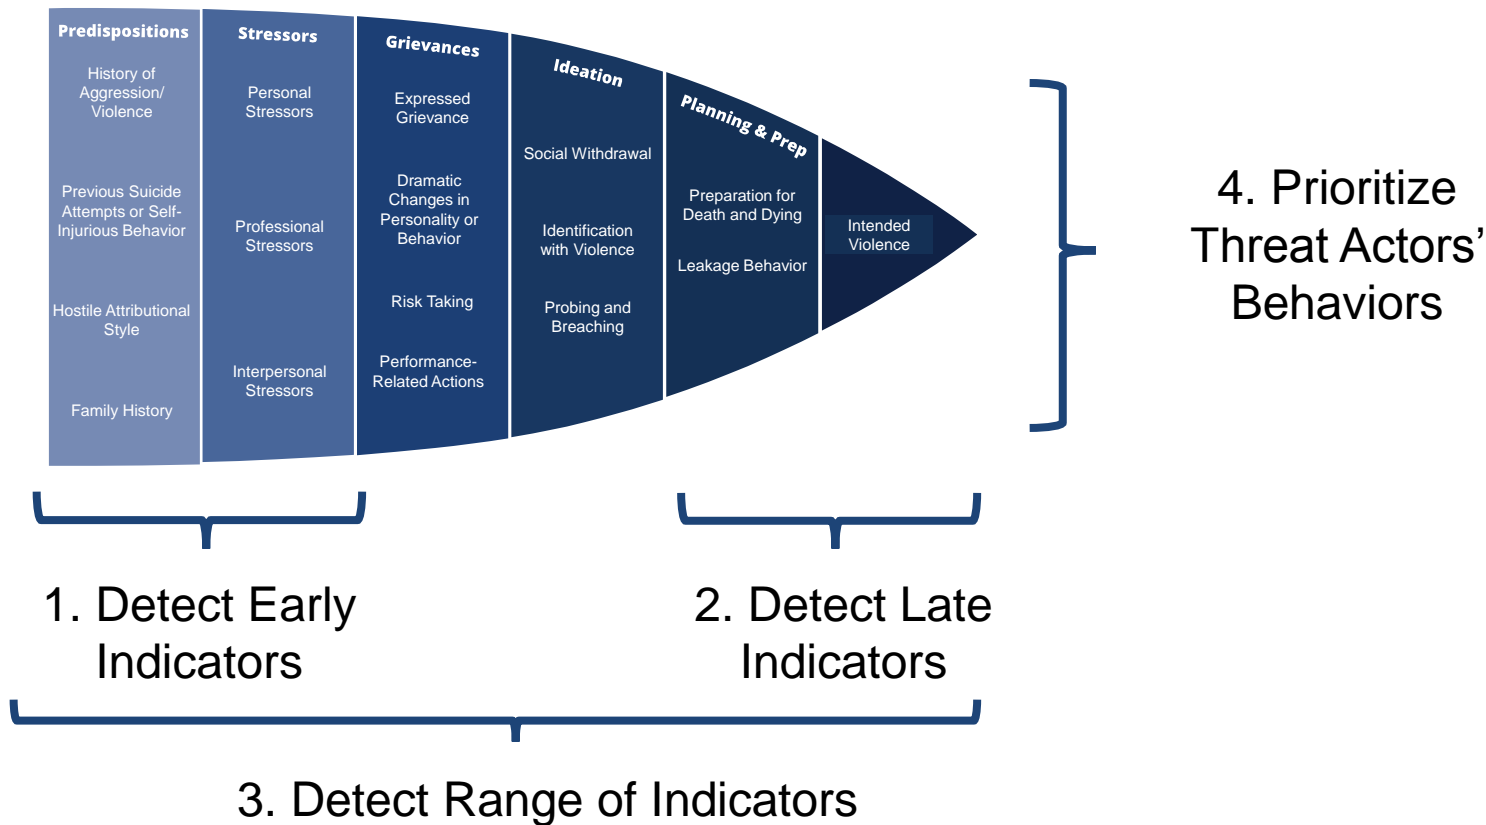 Predispositions
History of
Aggression/
Violence
Previous Suicide
Attempts or Self-
Injurious Behavior
Hostile Attributional
Style
Family History
Stressors
Personal
Stressors
Professional
Stressors
Interpersonal
Stressors
Grievances
Expressed
Grievance
Dramatic
Changes in
Personality or
Behavior
Risk Taking
Performance-
Related Actions
Ideation
Social Withdrawal
Identification
with Violence
Probing and
Breaching
Planning & Prep
Preparation for
Death and Dying
Leakage Behavior
Intended
Violence
4. Prioritize
Threat Actors’
Behaviors
1. Detect Early
Indicators
2. Detect Late
Indicators
3. Detect Range of Indicators